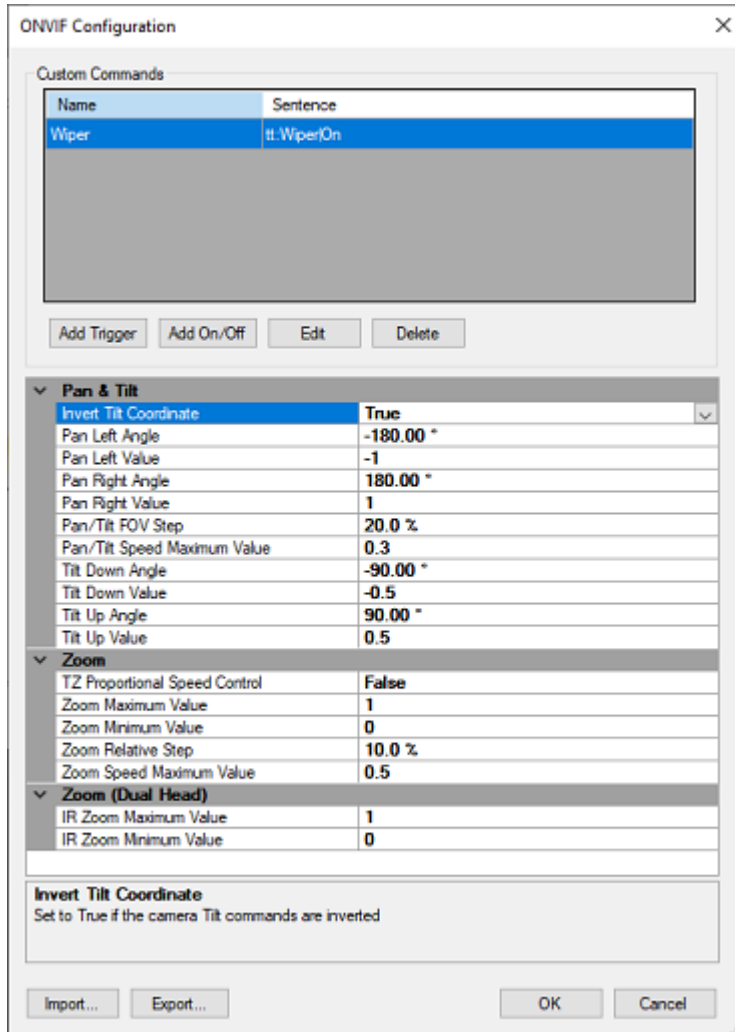 ONVIF Configuration
Custom Commands
Name Sentence
Wiper tt:Wiper|On
Add Trigger Add On/Off Edit Delete
Pan & Tilt
Invert Tilt Coordinate True
Pan Left Angle -180.00 °
Pan Left Value -1
Pan Right Angle 180.00 °
Pan Right Value 1
Pan/Tilt FOV Step 20.0 %
Pan/Tilt Speed Maximum Value 0.3
Tilt Down Angle -90.00 °
Tilt Down Value -0.5
Tilt Up Angle 90.00 °
Tilt Up Value 0.5
Zoom
TZ Proportional Speed Control False
Zoom Maximum Value 1
Zoom Minimum Value 0
Zoom Relative Step 10.0 %
Zoom Speed Maximum Value 0.5
Zoom (Dual Head)
IR Zoom Maximum Value 1
IR Zoom Minimum Value 0
Invert Tilt Coordinate
Set to True if the camera Tilt commands are inverted
Import... Export... OK Cancel